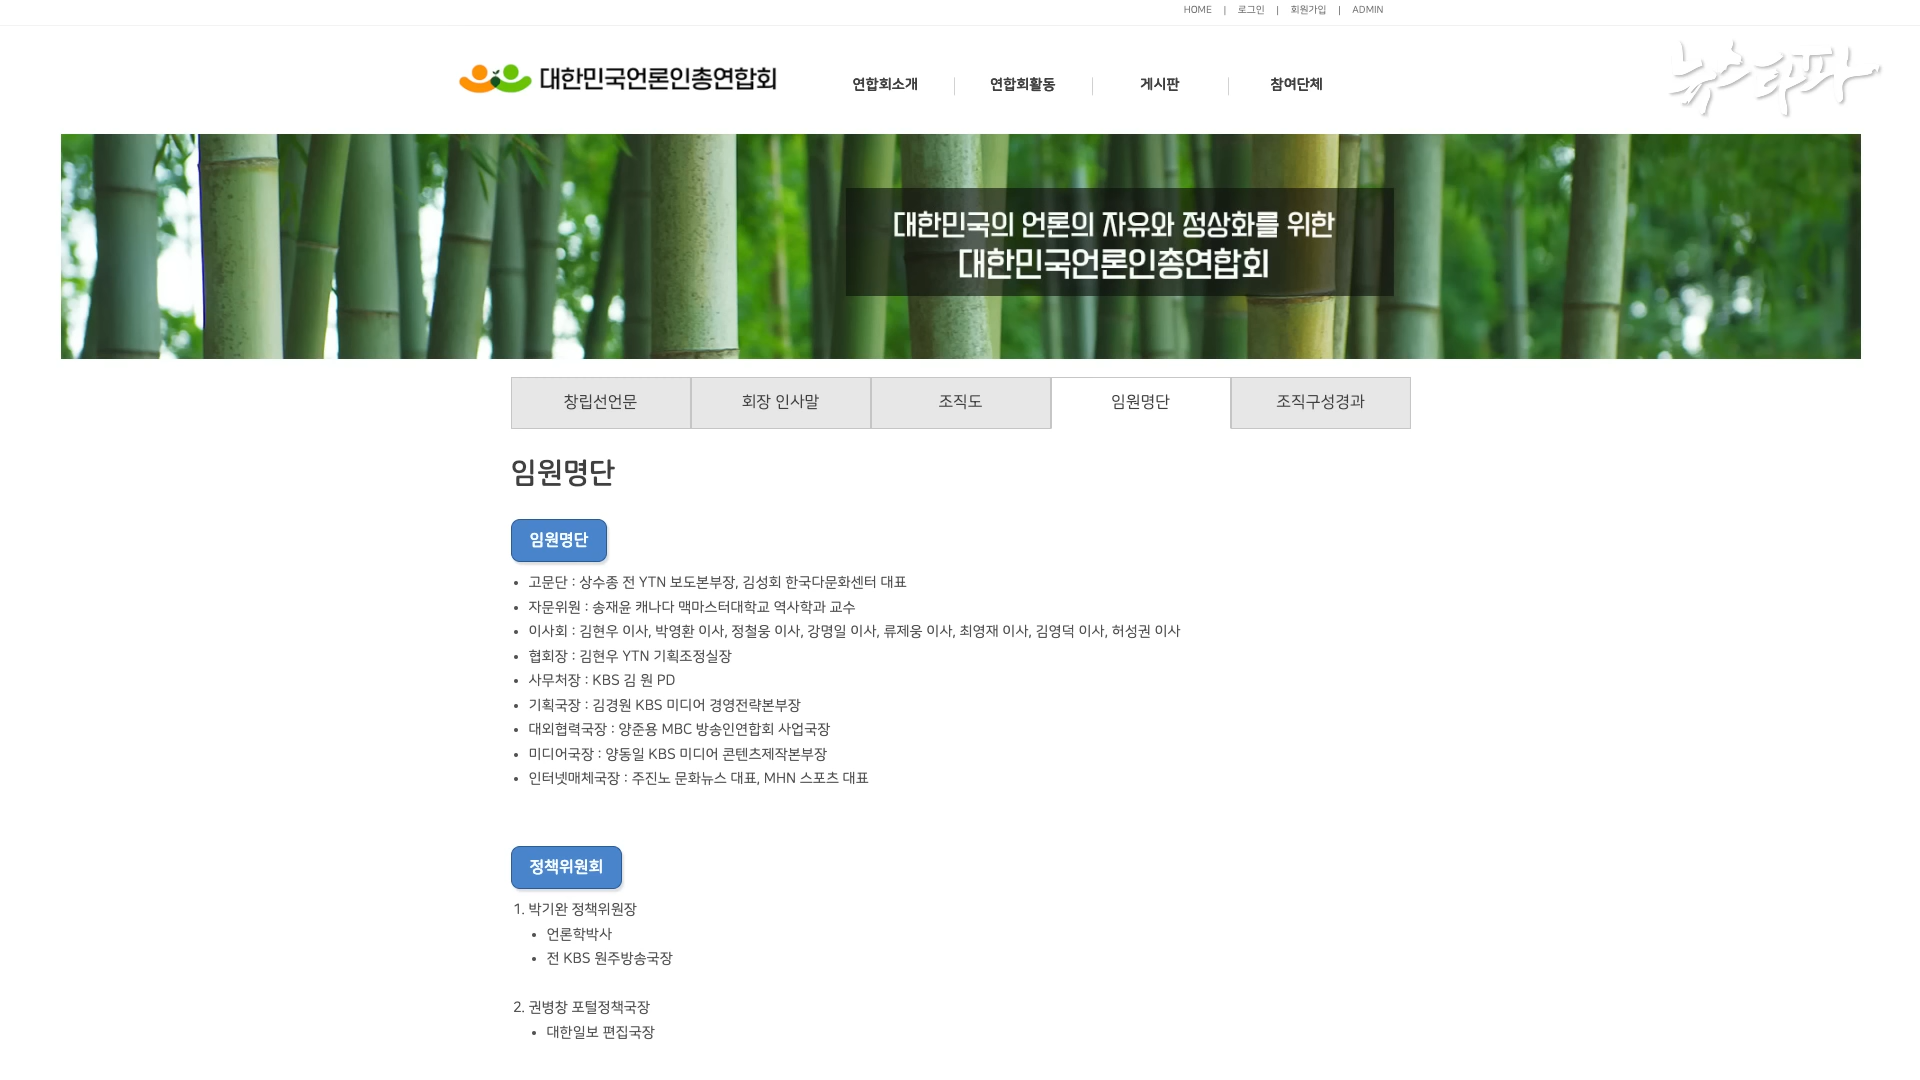 HOME | 로그인 | 회원가입 | ADMIN
뉴스타파
대한민국언론인총연합회
연합회소개 연합회활동 게시판 참여단체
대한민국의 언론의 자유와 정상화를 위한
대한민국언론인총연합회
창립선언문 회장 인사말 조직도 임원명단 조직구성경과
임원명단
임원명단
• 고문단 : 상수종 전 YTN 보도본부장, 김성회 한국다문화센터 대표
• 자문위원 : 송재윤 캐나다 맥마스터대학교 역사학과 교수
• 이사회 : 김현우 이사, 박영환 이사, 정철웅 이사, 강명일 이사, 류제웅 이사, 최영재 이사, 김영덕 이사, 허성권 이사
• 협회장 : 김현우 YTN 기획조정실장
• 사무처장 : KBS 김 원 PD
• 기획국장 : 김경원 KBS 미디어 경영전략본부장
• 대외협력국장 : 양준용 MBC 방송인연합회 사업국장
• 미디어국장 : 양동일 KBS 미디어 콘텐츠제작본부장
• 인터넷매체국장 : 주진노 문화뉴스 대표, MHN 스포츠 대표
정책위원회
1. 박기완 정책위원장
• 언론학박사
• 전 KBS 원주방송국장
2. 권병창 포털정책국장
• 대한일보 편집국장